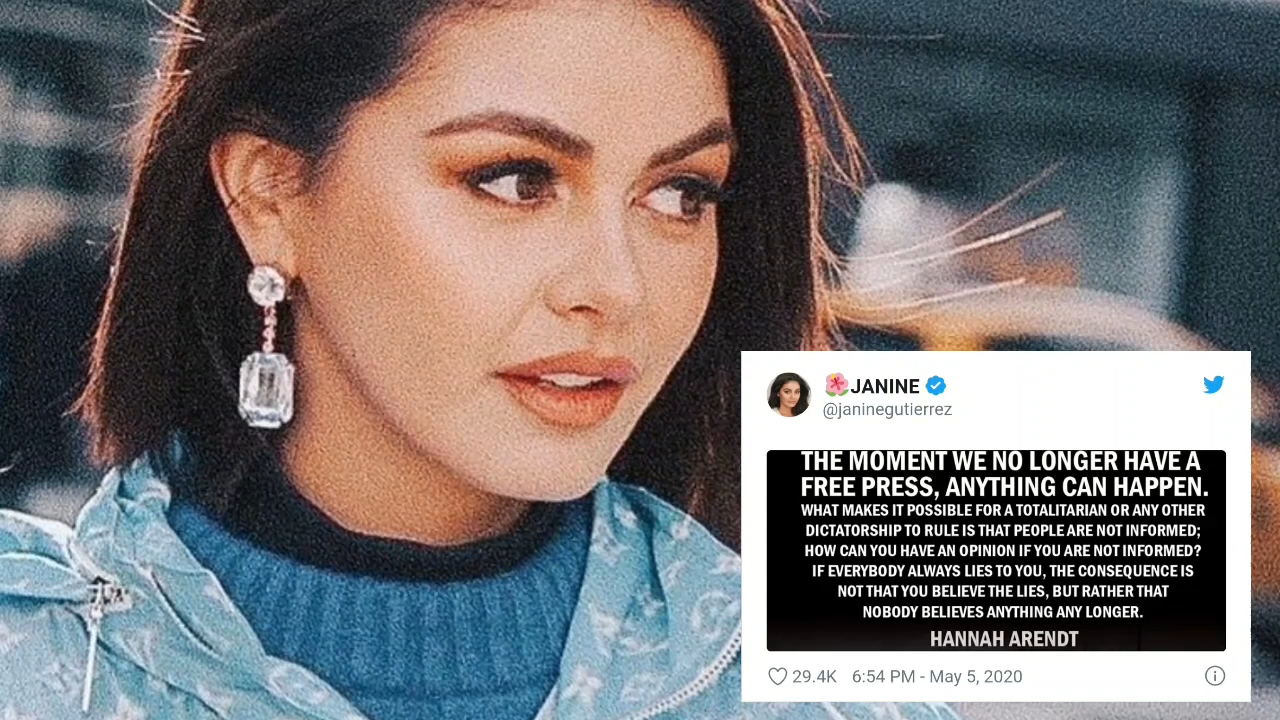 🌺JANINE
@janinegutierrez
THE MOMENT WE NO LONGER HAVE A
FREE PRESS, ANYTHING CAN HAPPEN.
WHAT MAKES IT POSSIBLE FOR A TOTALITARIAN OR ANY OTHER
DICTATORSHIP TO RULE IS THAT PEOPLE ARE NOT INFORMED;
HOW CAN YOU HAVE AN OPINION IF YOU ARE NOT INFORMED?
IF EVERYBODY ALWAYS LIES TO YOU, THE CONSEQUENCE IS
NOT THAT YOU BELIEVE THE LIES, BUT RATHER THAT
NOBODY BELIEVES ANYTHING ANY LONGER.
HANNAH ARENDT
29.4K 6:54 PM - May 5, 2020